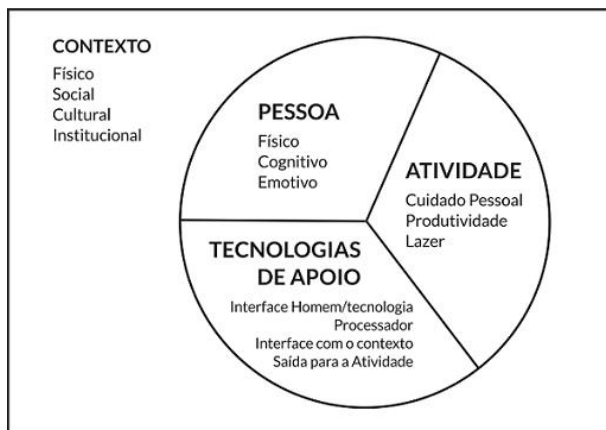 CONTEXTO
Físico
Social
Cultural
Institucional
PESSOA
Físico
Cognitivo
Emotivo
ATIVIDADE
Cuidado Pessoal
Produtividade
Lazer
TECNOLOGIAS
DE APOIO
Interface Homem/tecnologia
Processador
Interface com o contexto
Saída para a Atividade